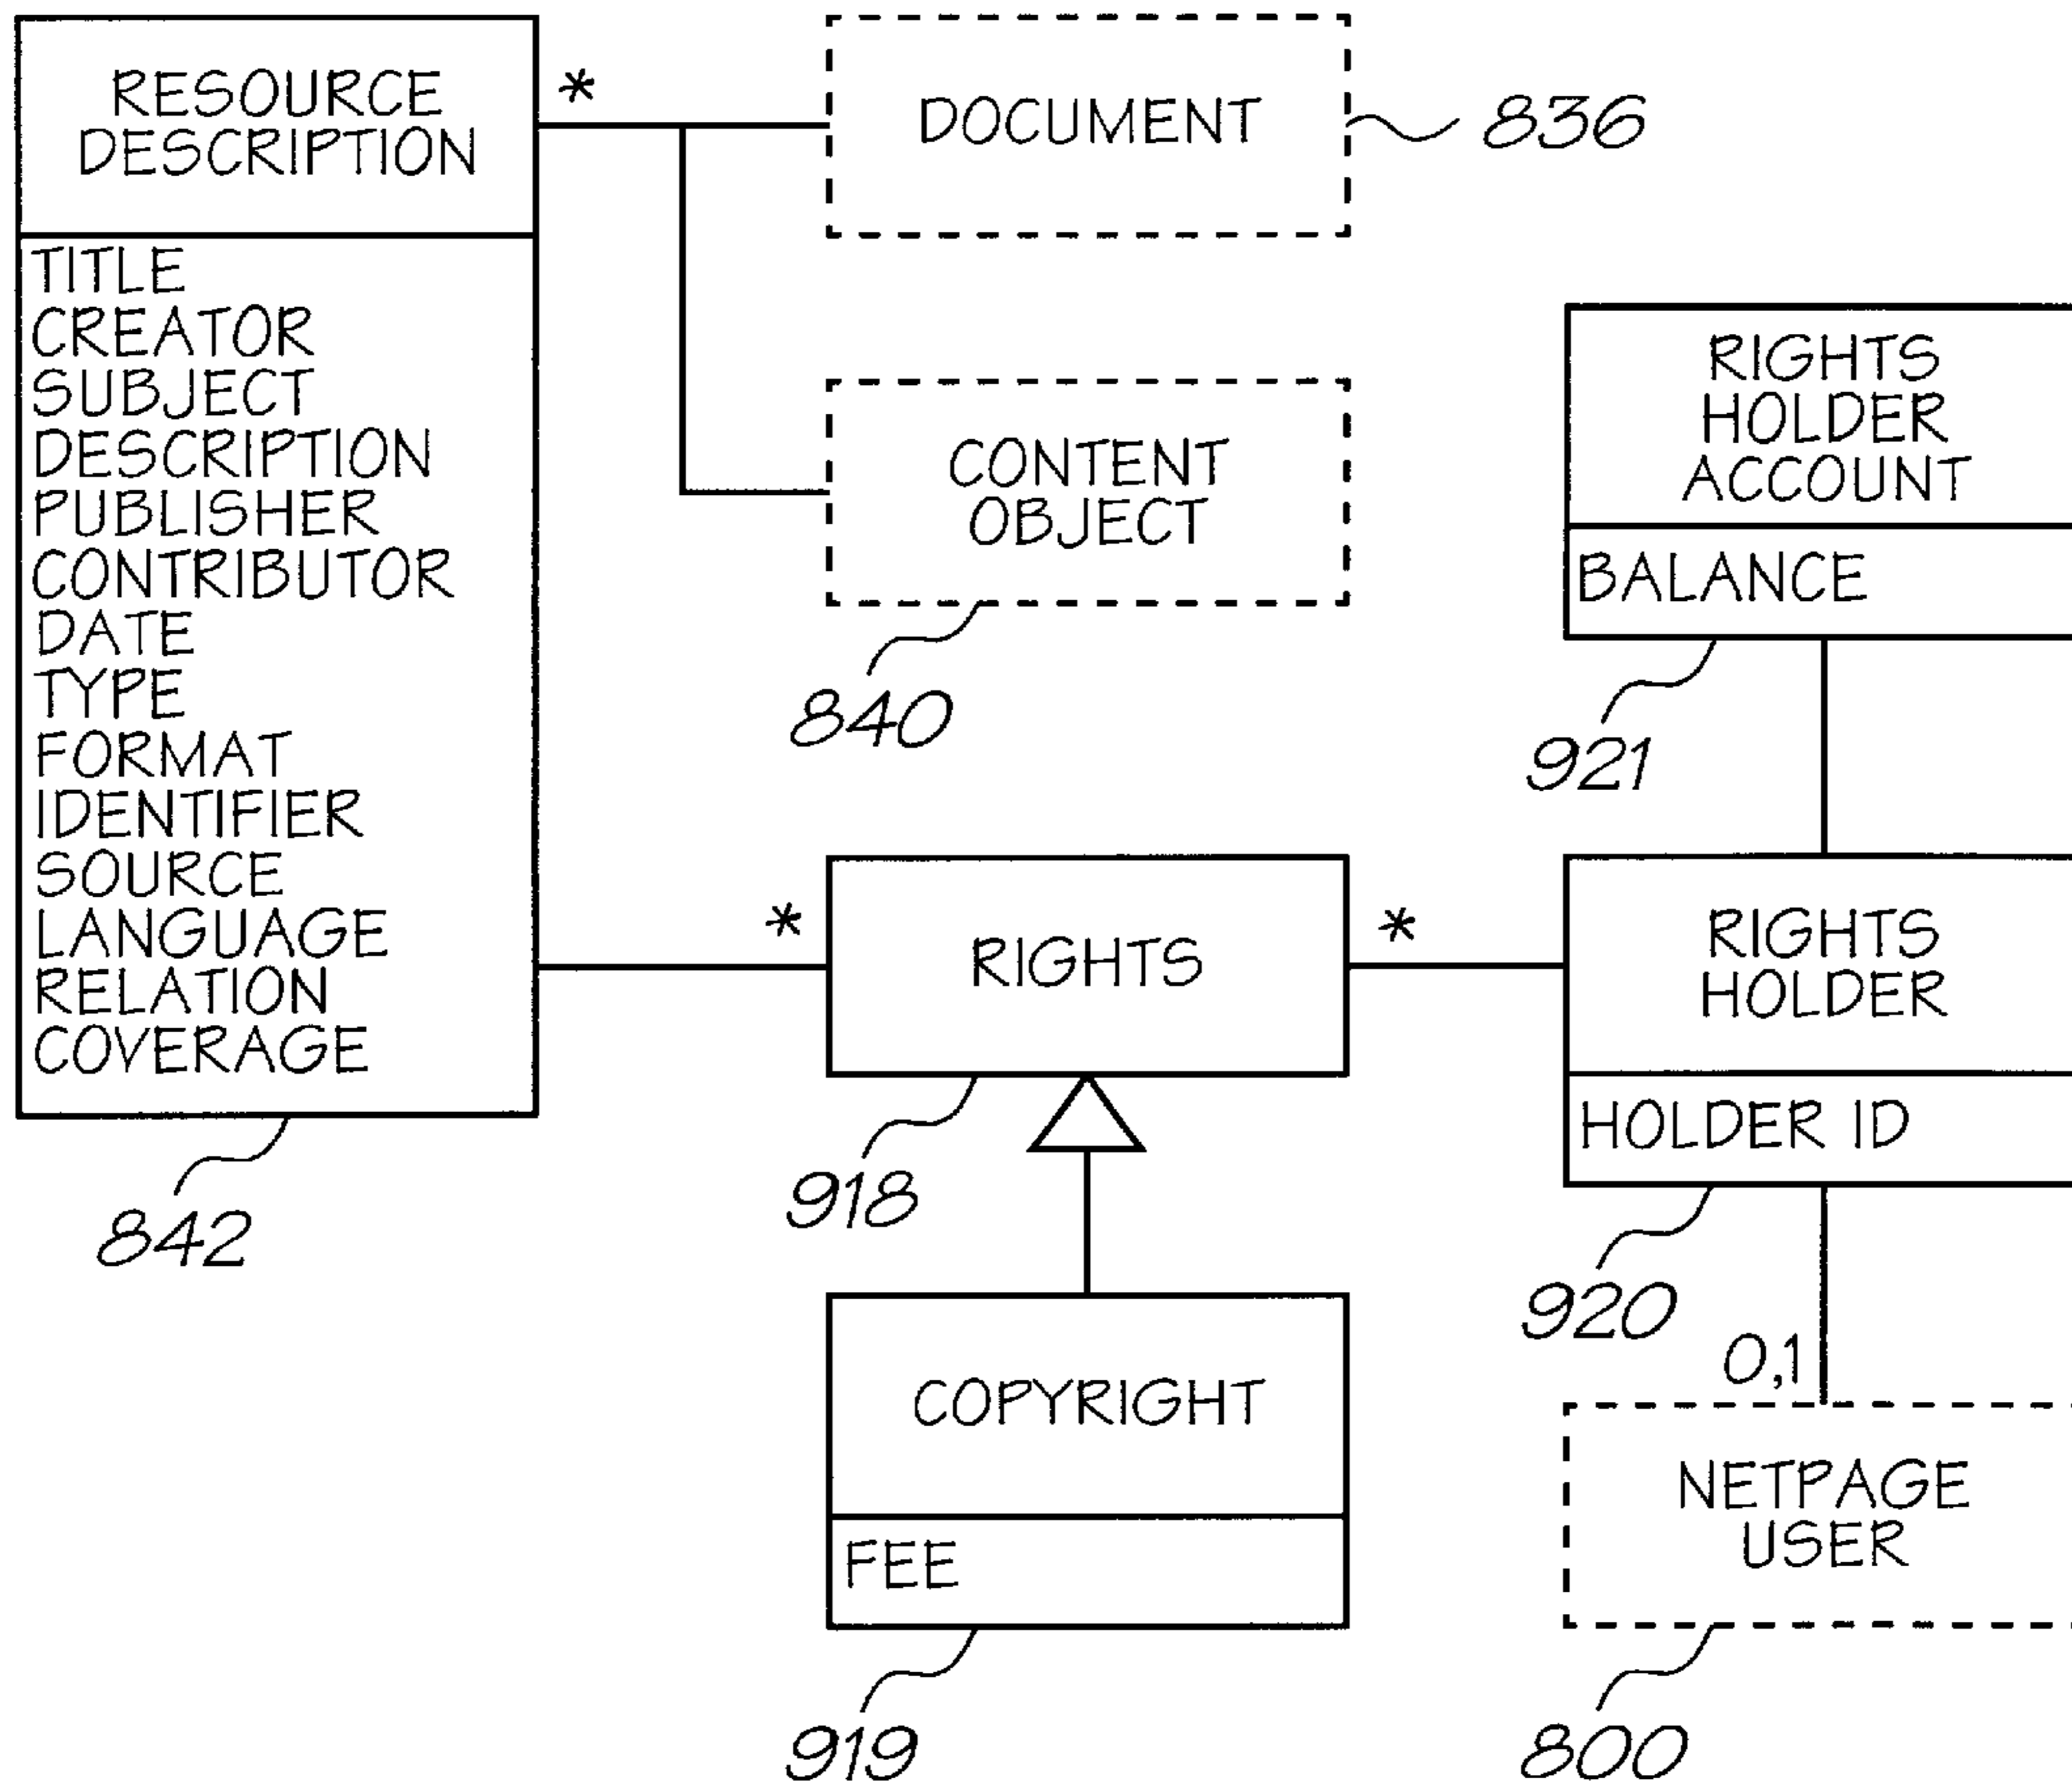 RESOURCE
DESCRIPTION
TITLE
CREATOR
SUBJECT
DESCRIPTION
PUBLISHER
CONTRIBUTOR
DATE
TYPE
FORMAT
IDENTIFIER
SOURCE
LANGUAGE
RELATION
COVERAGE
842
*
DOCUMENT
836
CONTENT
OBJECT
840
RIGHTS
HOLDER
ACCOUNT
BALANCE
921
*
RIGHTS
918
*
RIGHTS
HOLDER
HOLDER ID
920
COPYRIGHT
FEE
919
0,1
NETPAGE
USER
800